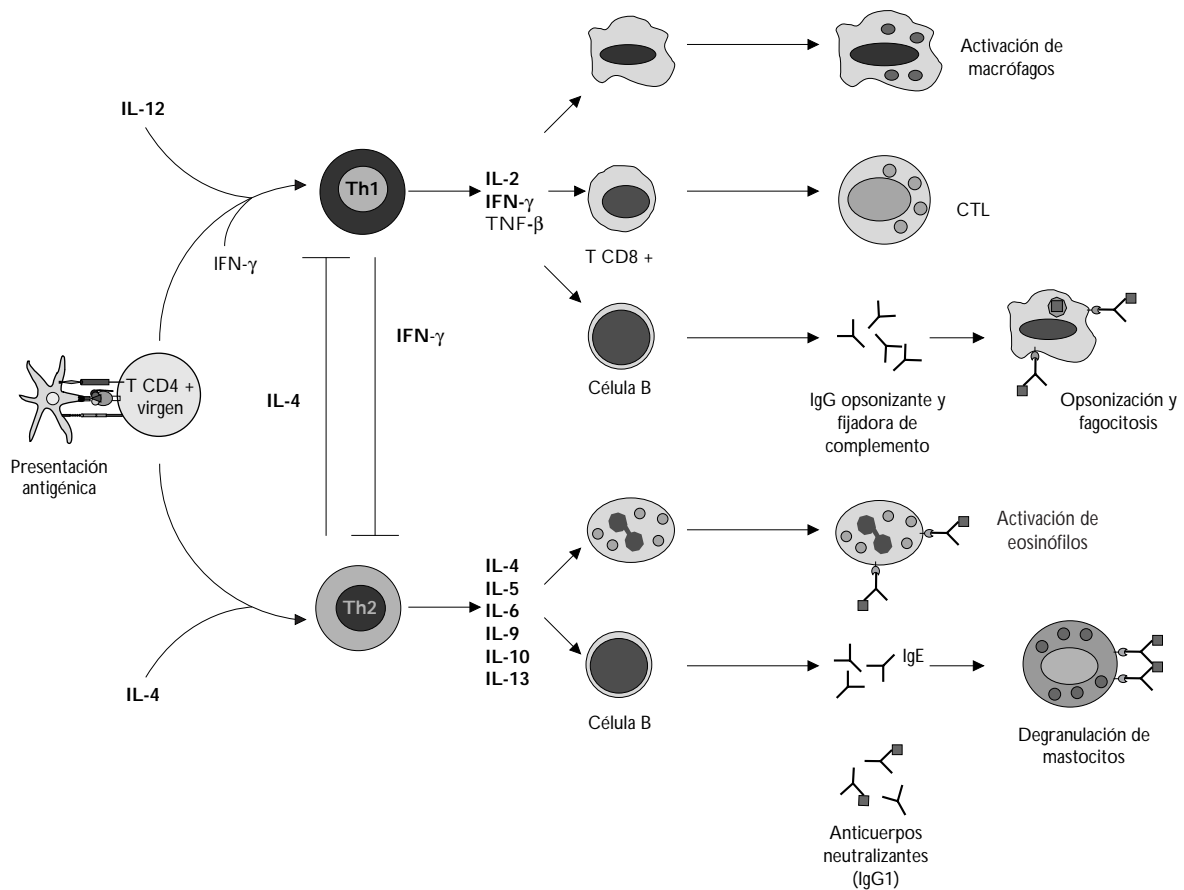 Activación de
macrófagos
IL-12
Th1
IL-2
IFN-γ
TNF-β
T CD8 +
CTL
IFN-γ
IFN-γ
IL-4
T CD4 +
virgen
Presentación
antigénica
Célula B
IgG opsonizante y
fijadora de
complemento
Opsonización y
fagocitosis
Activación de
eosinófilos
Th2
IL-4
IL-5
IL-6
IL-9
IL-10
IL-13
IL-4
Célula B
IgE
Degranulación de
mastocitos
Anticuerpos
neutralizantes
(IgG1)